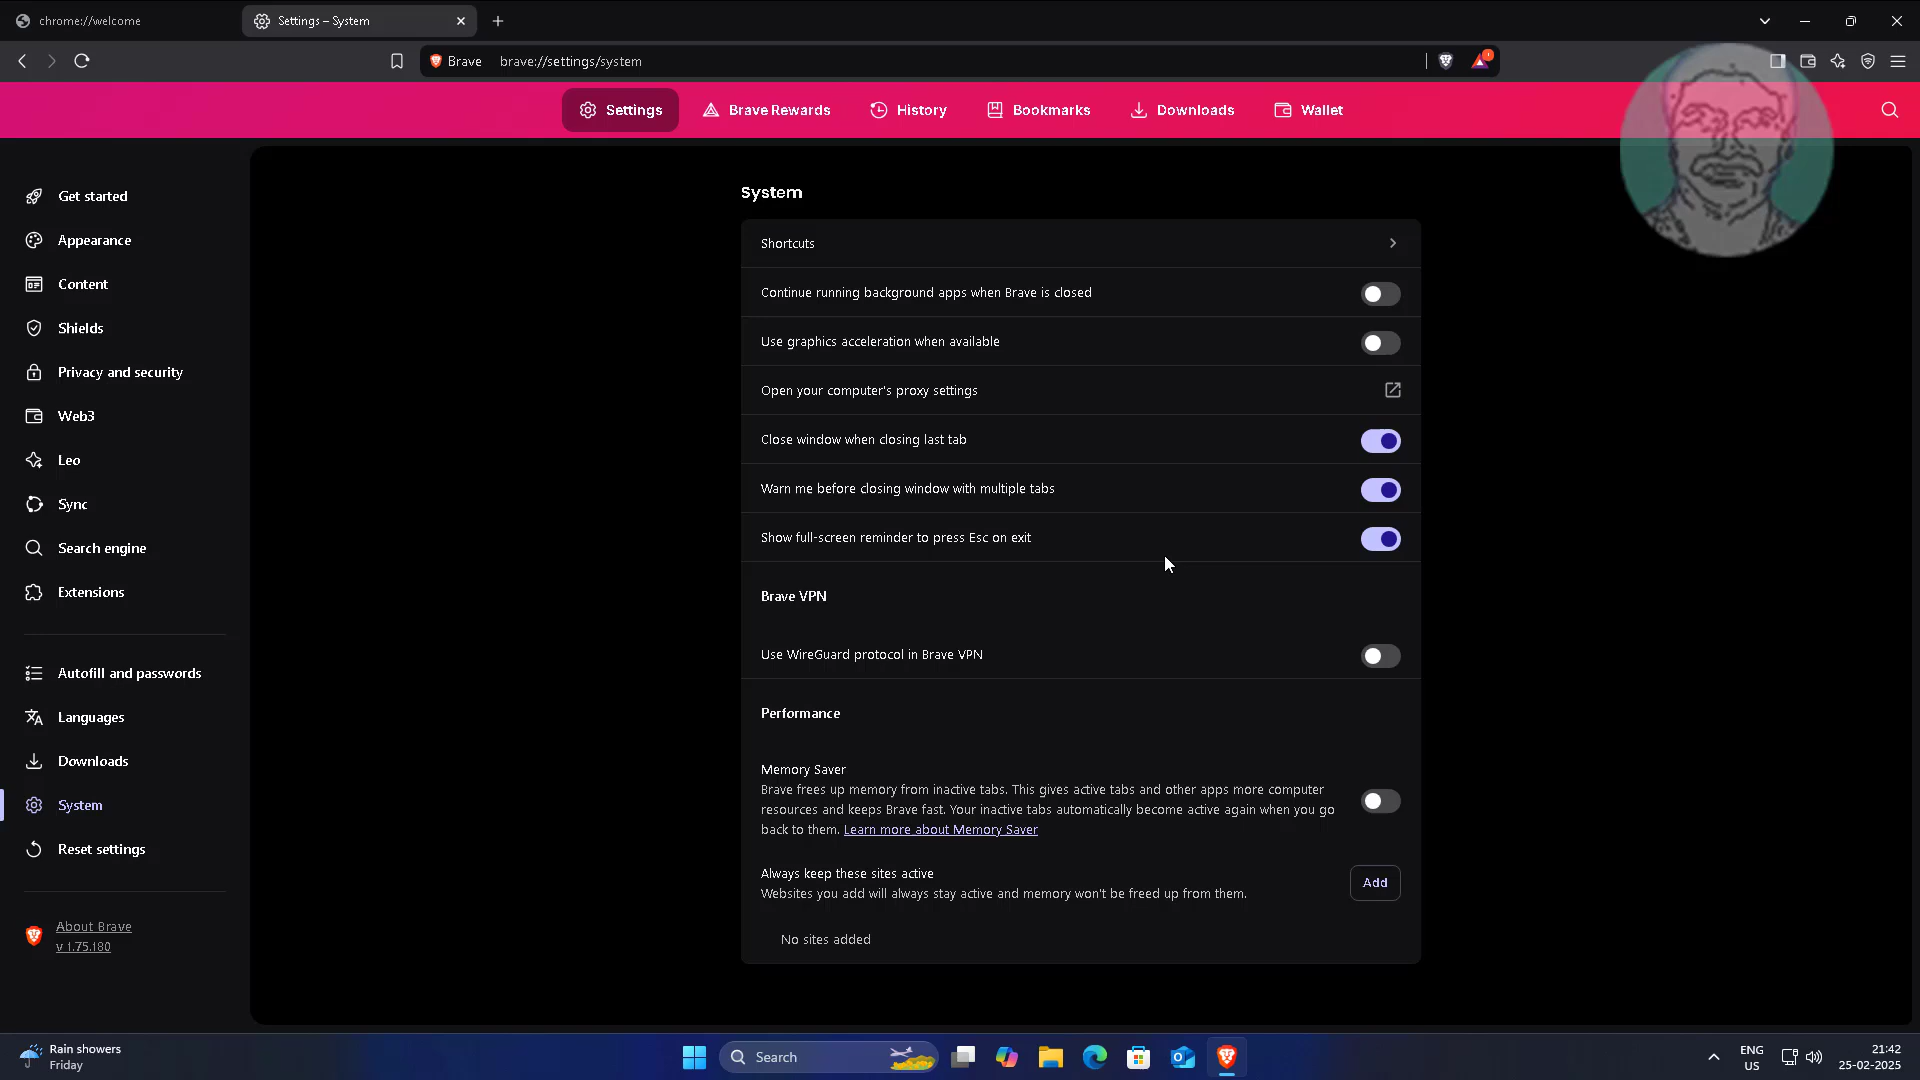 chrome://welcome
Settings – System
Brave
brave://settings/system
Settings
Brave Rewards
History
Bookmarks
Downloads
Wallet
Get started
Appearance
Content
Shields
Privacy and security
Web3
Leo
Sync
Search engine
Extensions
Autofill and passwords
Languages
Downloads
System
Reset settings
About Brave
v 1.75.180
System
Shortcuts
Continue running background apps when Brave is closed
Use graphics acceleration when available
Open your computer's proxy settings
Close window when closing last tab
Warn me before closing window with multiple tabs
Show full-screen reminder to press Esc on exit
Brave VPN
Use WireGuard protocol in Brave VPN
Performance
Memory Saver
Brave frees up memory from inactive tabs. This gives active tabs and other apps more computer
resources and keeps Brave fast. Your inactive tabs automatically become active again when you go
back to them. Learn more about Memory Saver
Always keep these sites active
Websites you add will always stay active and memory won't be freed up from them.
Add
No sites added
Rain showers
Friday
Search
ENG
US
21:42
25-02-2025